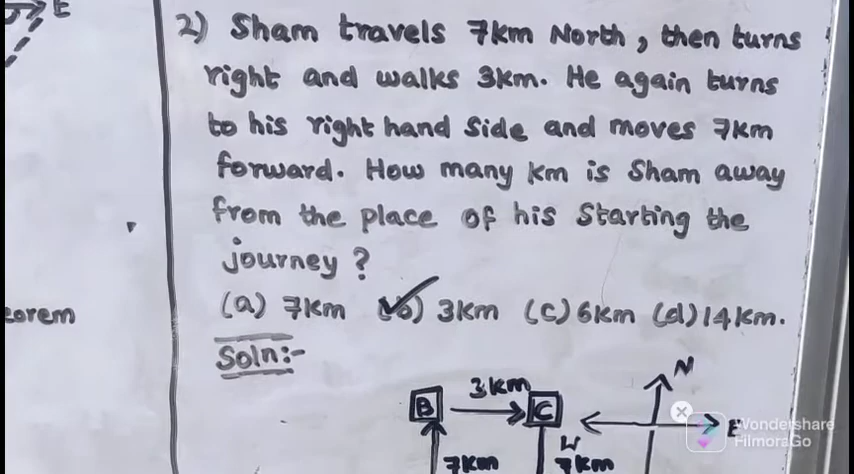 E
2) Sham travels 7km North, then turns
right and walks 3km. He again turns
to his right hand Side and moves 7km
forward. How many km is Sham away
from the place of his Starting the
journey?
(a) 7km (b) 3km (c) 6km (d) 14km.
eorem
Soln:-
3km
N
B
C
E
W
7km
7km
Wondershare
FilmoraGo